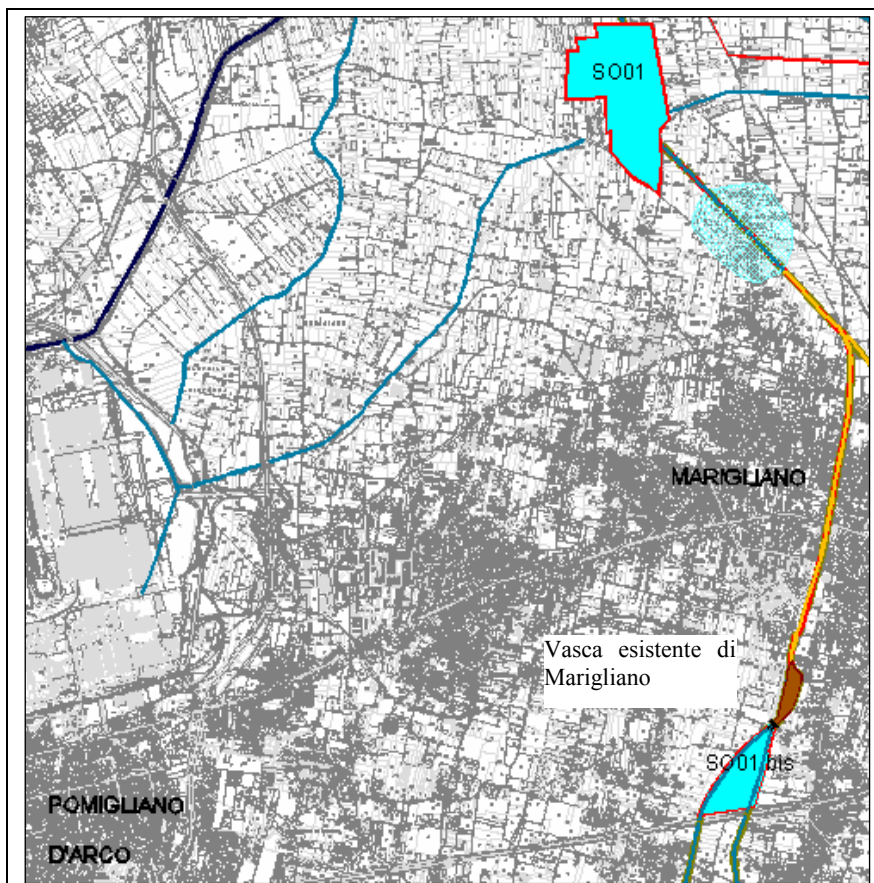 SO01
MARIGLIANO
Vasca esistente di
Marigliano
SO01 bis
POMIGLIANO
D'ARCO